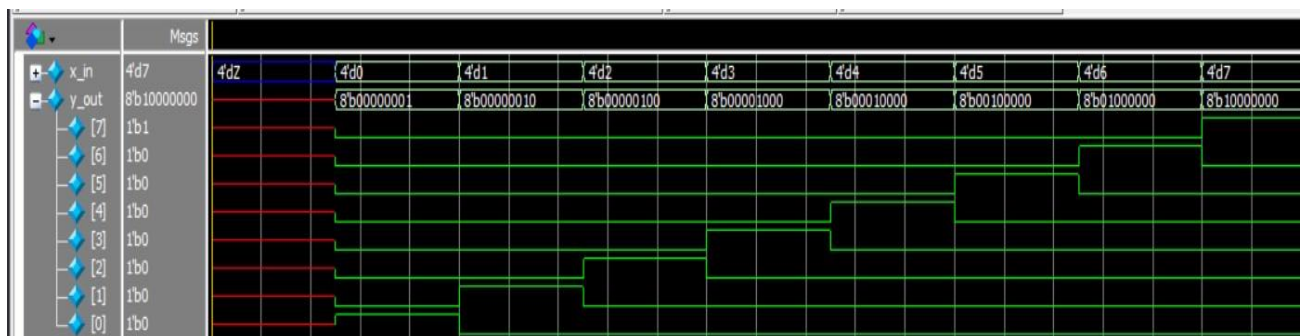 Msgs
x_in 4'd7 4'dZ 4'd0 4'd1 4'd2 4'd3 4'd4 4'd5 4'd6 4'd7
y_out 8'b10000000 8'b00000001 8'b00000010 8'b00000100 8'b00001000 8'b00010000 8'b00100000 8'b01000000 8'b10000000
[7] 1'b1
[6] 1'b0
[5] 1'b0
[4] 1'b0
[3] 1'b0
[2] 1'b0
[1] 1'b0
[0] 1'b0